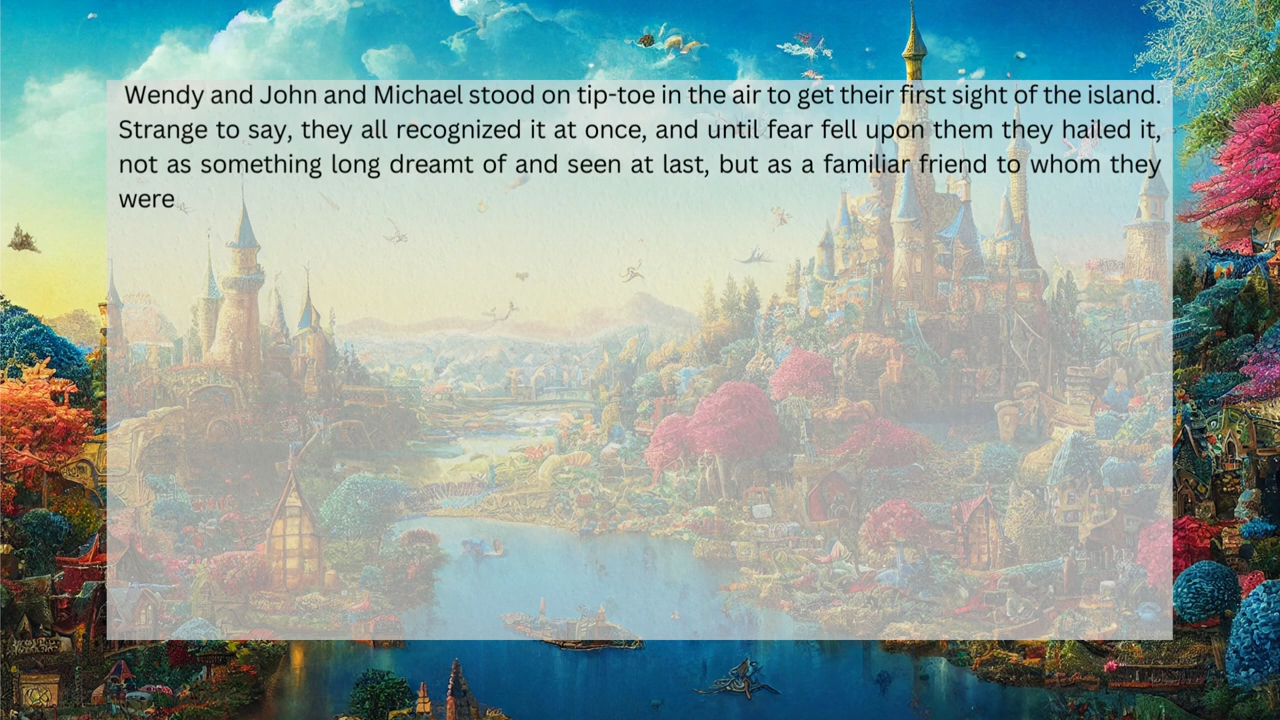 Wendy and John and Michael stood on tip-toe in the air to get their first sight of the island.
Strange to say, they all recognized it at once, and until fear fell upon them they hailed it,
not as something long dreamt of and seen at last, but as a familiar friend to whom they
were